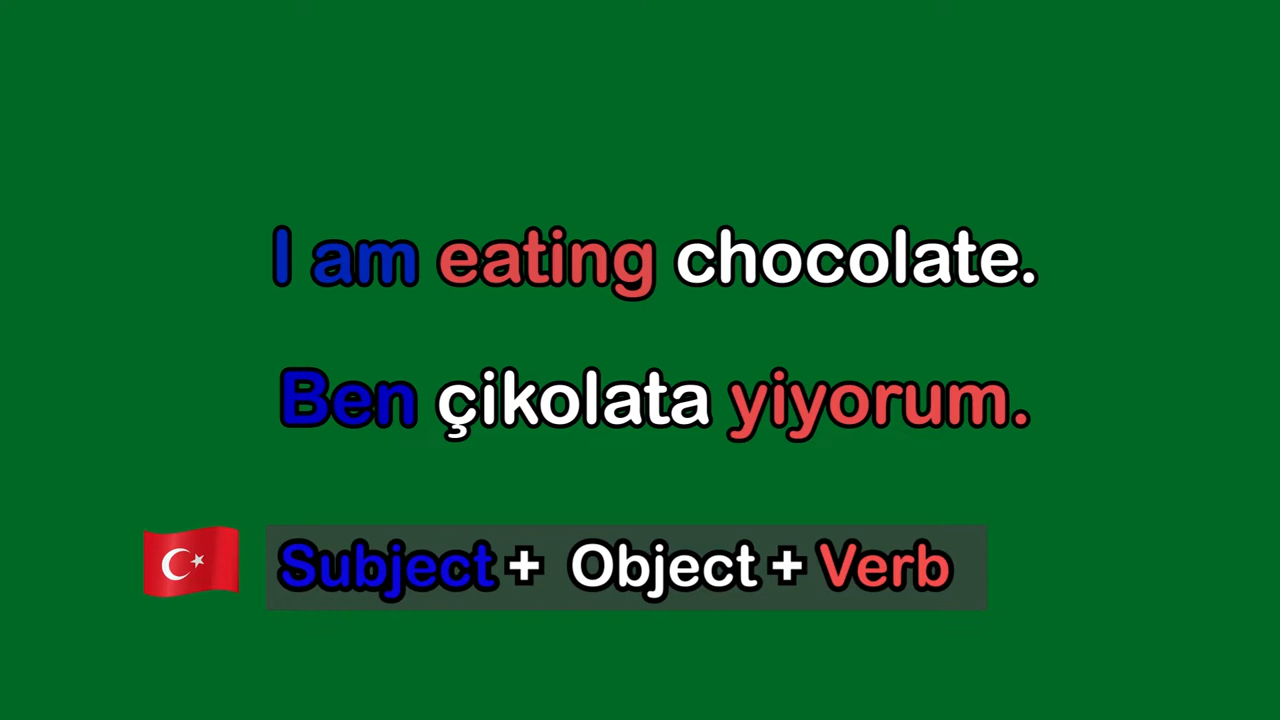 I am eating chocolate.
Ben çikolata yiyorum.
Subject + Object + Verb